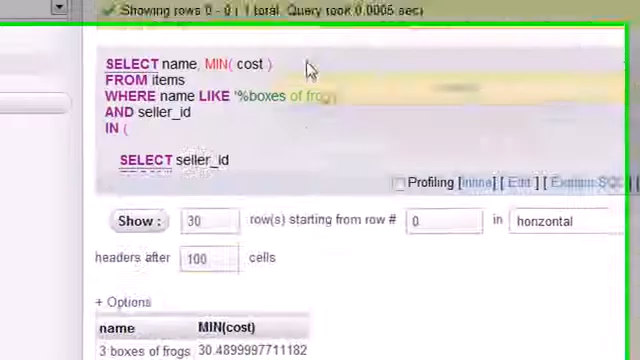 Showing rows 0 - 0 ( 1 total, Query took 0.0005 sec)
SELECT name, MIN( cost )
FROM items
WHERE name LIKE '%boxes of frogs
AND seller_id
IN (
SELECT seller_id
Profiling [Inline] [ Edit ] [ Explain SQL ] [
Show : 30 row(s) starting from row # 0 in horizontal
headers after 100 cells
+ Options
name MIN(cost)
3 boxes of frogs 30.4899997711182